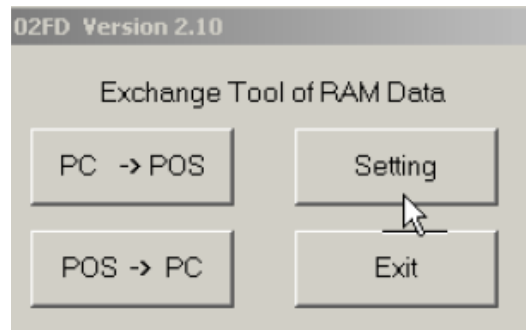 02FD Version 2.10
Exchange Tool of RAM Data
PC -> POS
Setting
POS -> PC
Exit